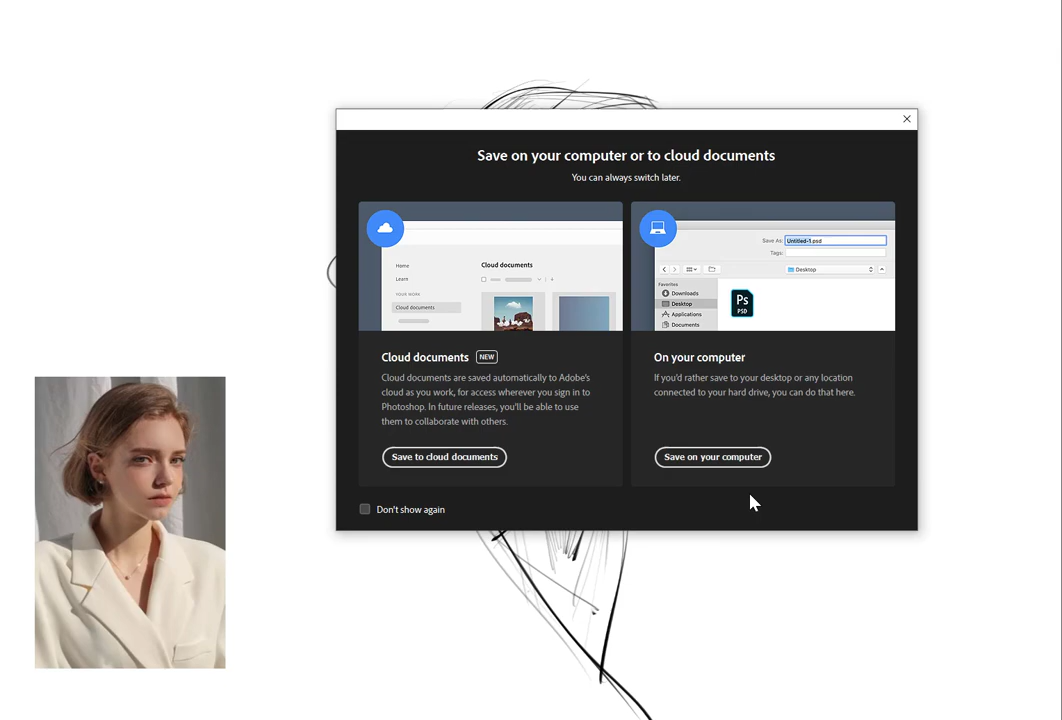 Save on your computer or to cloud documents
You can always switch later.
Home
Learn
YOUR WORK
Cloud documents
Cloud documents
Save As: Untitled-1.psd
Tags:
Desktop
Favorites
Downloads
Desktop
Applications
Documents
Ps
PSD
Cloud documents NEW
Cloud documents are saved automatically to Adobe's
cloud as you work, for access wherever you sign in to
Photoshop. In future releases, you'll be able to use
them to collaborate with others.
Save to cloud documents
On your computer
If you'd rather save to your desktop or any location
connected to your hard drive, you can do that here.
Save on your computer
Don't show again